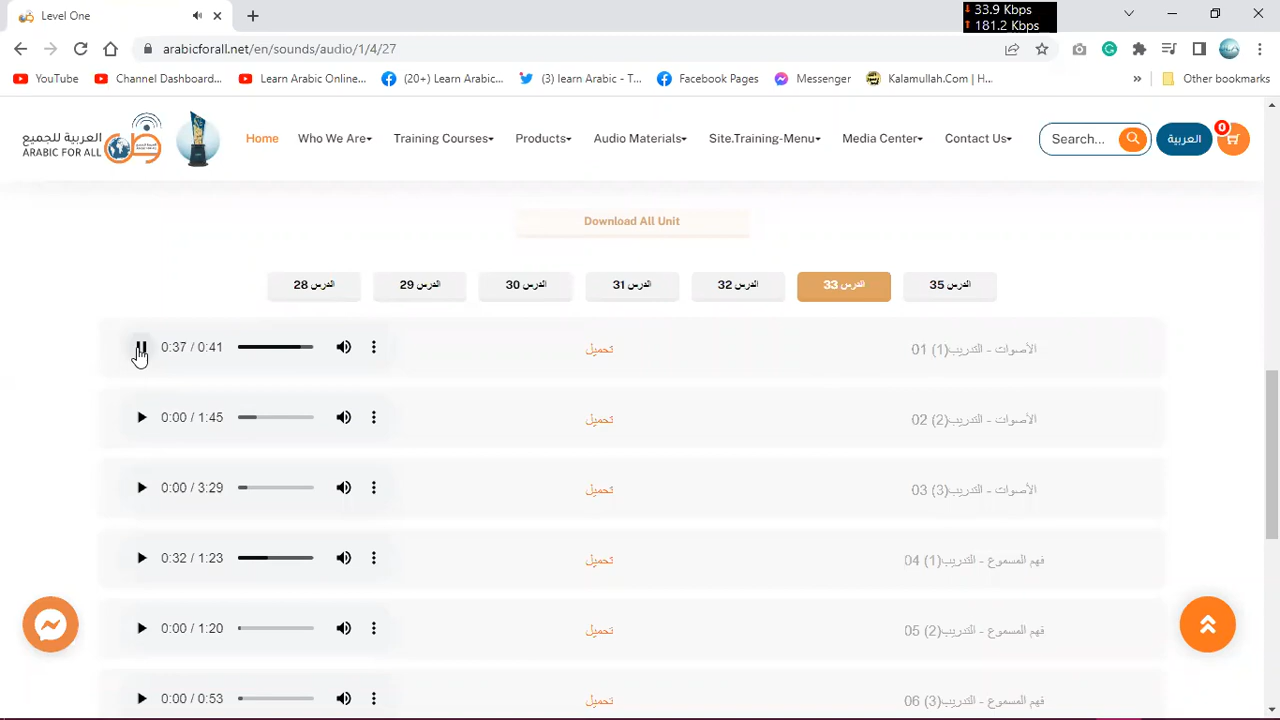 Level One
33.9 Kbps
181.2 Kbps
arabicforall.net/en/sounds/audio/1/4/27
YouTube
Channel Dashboard...
Learn Arabic Onlin...
(20+) Learn Arabic...
(3) learn Arabic - T...
Facebook Pages
Messenger
Kalamullah.Com | H...
»
Other bookmarks
العربية للجميع
ARABIC FOR ALL
Home
Who We Are
Training Courses
Products
Audio Materials
Site.Training-Menu
Media Center
Contact Us
Search...
العربية
0
Download All Unit
الدرس 28
الدرس 29
الدرس 30
الدرس 31
الدرس 32
الدرس 33
الدرس 35
0:37 / 0:41
تحميل
الأصوات - التدريب(1) 01
0:00 / 1:45
تحميل
الأصوات - التدريب(2) 02
0:00 / 3:29
تحميل
الأصوات - التدريب(3) 03
0:32 / 1:23
تحميل
فهم المسموع - التدريب(1) 04
0:00 / 1:20
تحميل
فهم المسموع - التدريب(2) 05
0:00 / 0:53
تحميل
فهم المسموع - التدريب(3) 06